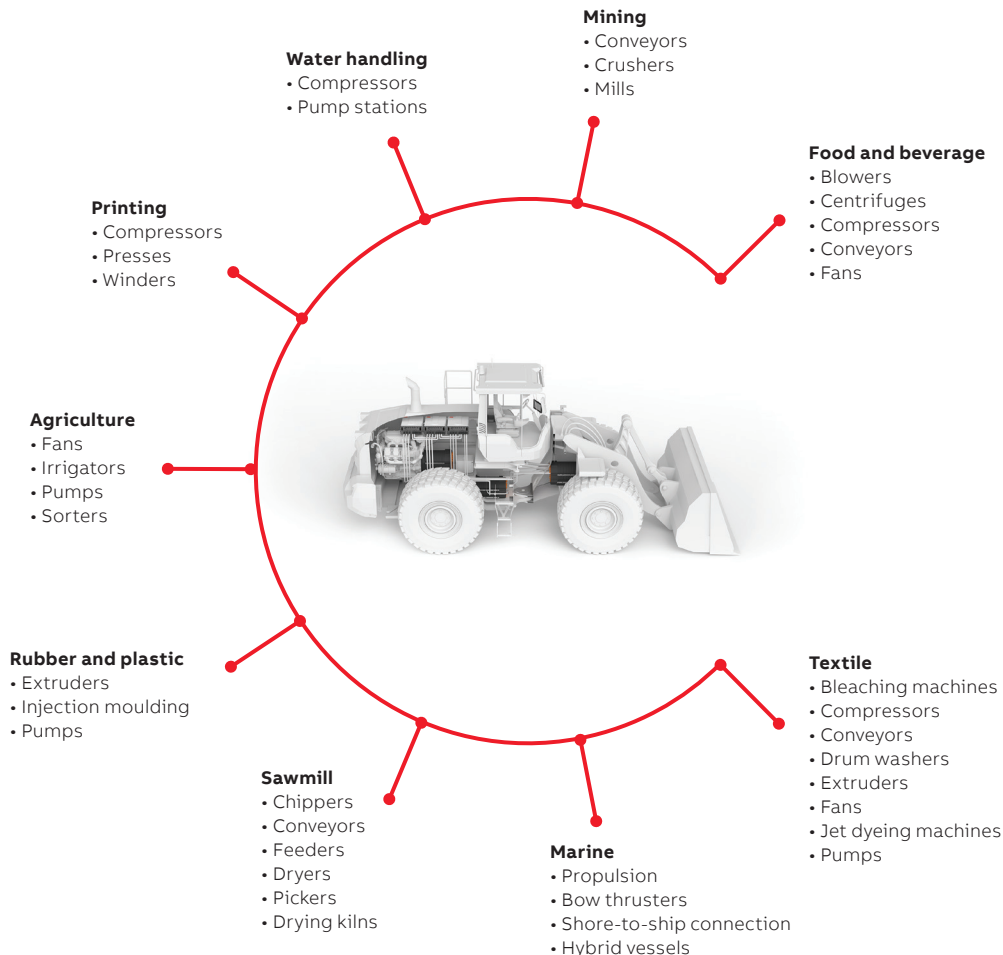 Mining
• Conveyors
• Crushers
• Mills
Water handling
• Compressors
• Pump stations
Food and beverage
• Blowers
• Centrifuges
• Compressors
• Conveyors
• Fans
Printing
• Compressors
• Presses
• Winders
Agriculture
• Fans
• Irrigators
• Pumps
• Sorters
Rubber and plastic
• Extruders
• Injection moulding
• Pumps
Textile
• Bleaching machines
• Compressors
• Conveyors
• Drum washers
• Extruders
• Fans
• Jet dyeing machines
• Pumps
Sawmill
• Chippers
• Conveyors
• Feeders
• Dryers
• Pickers
• Drying kilns
Marine
• Propulsion
• Bow thrusters
• Shore-to-ship connection
• Hybrid vessels